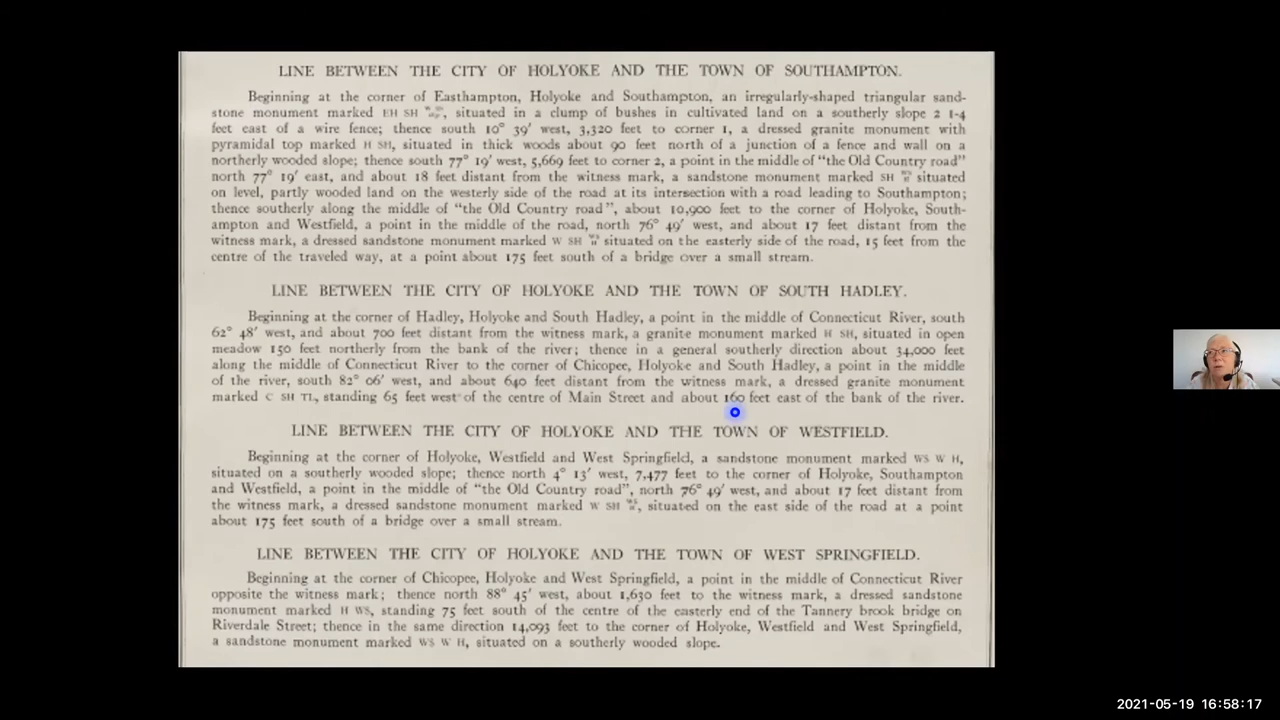 LINE BETWEEN THE CITY OF HOLYOKE AND THE TOWN OF SOUTHAMPTON.
Beginning at the corner of Easthampton, Holyoke and Southampton, an irregularly-shaped triangular sand-
stone monument marked EH SH , situated in a clump of bushes in cultivated land on a southerly slope 2 1-4
feet east of a wire fence; thence south 10° 39′ west, 3,320 feet to corner 1, a dressed granite monument with
pyramidal top marked H SH, situated in thick woods about 90 feet north of a junction of a fence and wall on a
northerly wooded slope; thence south 77° 19′ west, 5,669 feet to corner 2, a point in the middle of "the Old Country road"
north 77° 19′ east, and about 18 feet distant from the witness mark, a sandstone monument marked SH situated
on level, partly wooded land on the westerly side of the road at its intersection with a road leading to Southampton;
thence southerly along the middle of "the Old Country road", about 10,900 feet to the corner of Holyoke, South-
ampton and Westfield, a point in the middle of the road, north 76° 49′ west, and about 17 feet distant from the
witness mark, a dressed sandstone monument marked W SH situated on the easterly side of the road, 15 feet from the
centre of the traveled way, at a point about 175 feet south of a bridge over a small stream.
LINE BETWEEN THE CITY OF HOLYOKE AND THE TOWN OF SOUTH HADLEY.
Beginning at the corner of Hadley, Holyoke and South Hadley, a point in the middle of Connecticut River, south
62° 48′ west, and about 700 feet distant from the witness mark, a granite monument marked H SH, situated in open
meadow 150 feet northerly from the bank of the river; thence in a general southerly direction about 34,000 feet
along the middle of Connecticut River to the corner of Chicopee, Holyoke and South Hadley, a point in the middle
of the river, south 82° 06′ west, and about 640 feet distant from the witness mark, a dressed granite monument
marked C SH TL, standing 65 feet west of the centre of Main Street and about 160 feet east of the bank of the river.
LINE BETWEEN THE CITY OF HOLYOKE AND THE TOWN OF WESTFIELD.
Beginning at the corner of Holyoke, Westfield and West Springfield, a sandstone monument marked WS W H,
situated on a southerly wooded slope; thence north 4° 13′ west, 7,477 feet to the corner of Holyoke, Southampton
and Westfield, a point in the middle of "the Old Country road", north 76° 49′ west, and about 17 feet distant from
the witness mark, a dressed sandstone monument marked W SH , situated on the east side of the road at a point
about 175 feet south of a bridge over a small stream.
LINE BETWEEN THE CITY OF HOLYOKE AND THE TOWN OF WEST SPRINGFIELD.
Beginning at the corner of Chicopee, Holyoke and West Springfield, a point in the middle of Connecticut River
opposite the witness mark; thence north 88° 45′ west, about 1,630 feet to the witness mark, a dressed sandstone
monument marked H WS, standing 75 feet south of the centre of the easterly end of the Tannery brook bridge on
Riverdale Street; thence in the same direction 14,093 feet to the corner of Holyoke, Westfield and West Springfield,
a sandstone monument marked WS W H, situated on a southerly wooded slope.
2021-05-19 16:58:17